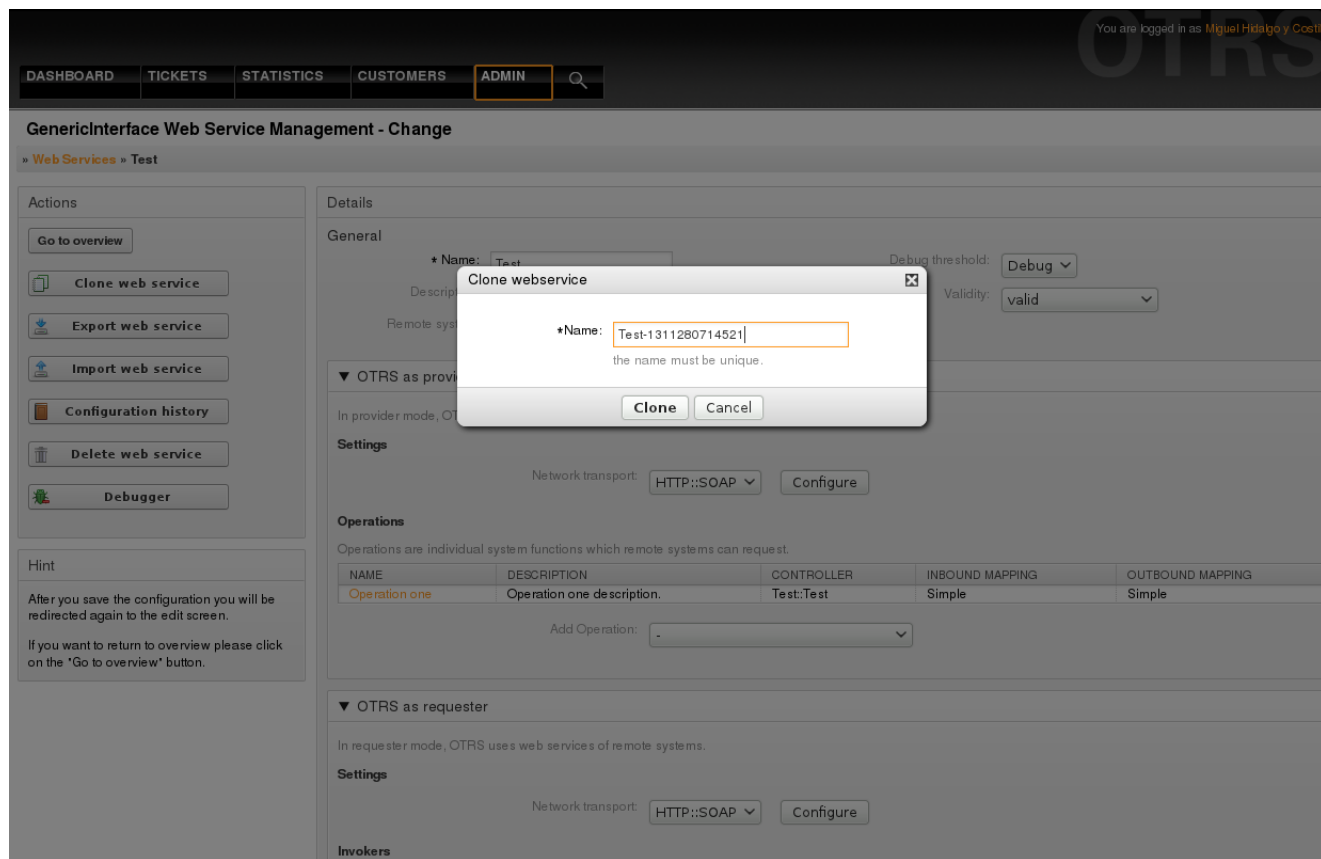 OTRS
You are logged in as Miguel Hidalgo y Costi
DASHBOARD TICKETS STATISTICS CUSTOMERS ADMIN
GenericInterface Web Service Management - Change
» Web Services » Test
Actions
Go to overview
Clone web service
Export web service
Import web service
Configuration history
Delete web service
Debugger
Hint
After you save the configuration you will be
redirected again to the edit screen.
If you want to return to overview please click
on the "Go to overview" button.
Details
General
* Name: Test
Debug threshold: Debug
Descript
Validity: valid
Remote syst
Clone webservice
*Name: Test-1311280714521
the name must be unique.
Clone Cancel
▼ OTRS as provi
In provider mode, OT
Settings
Network transport: HTTP::SOAP Configure
Operations
Operations are individual system functions which remote systems can request.
NAME DESCRIPTION CONTROLLER INBOUND MAPPING OUTBOUND MAPPING
Operation one Operation one description. Test::Test Simple Simple
Add Operation: -
▼ OTRS as requester
In requester mode, OTRS uses web services of remote systems.
Settings
Network transport: HTTP::SOAP Configure
Invokers